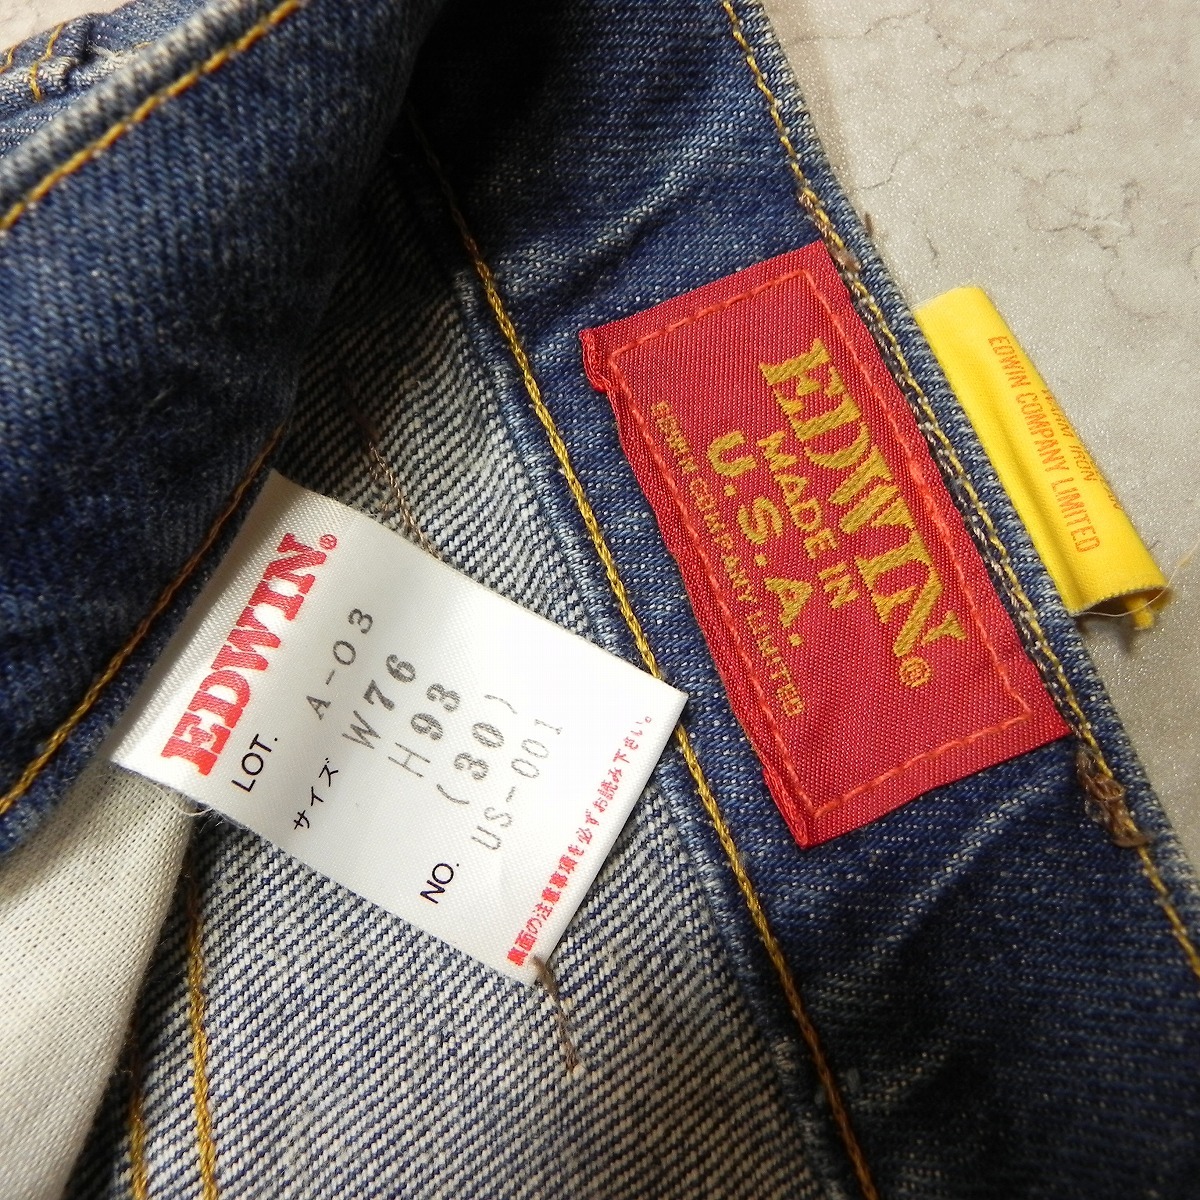 EDWIN®
LOT. A-03
サイズ W76
H93
(30)
NO. US-001
裏面の注意事項を必ずお読み下さい。
EDWIN®
MADE IN
U.S.A.
EDWIN COMPANY LIMITED
EDWIN COMPANY LIMITED